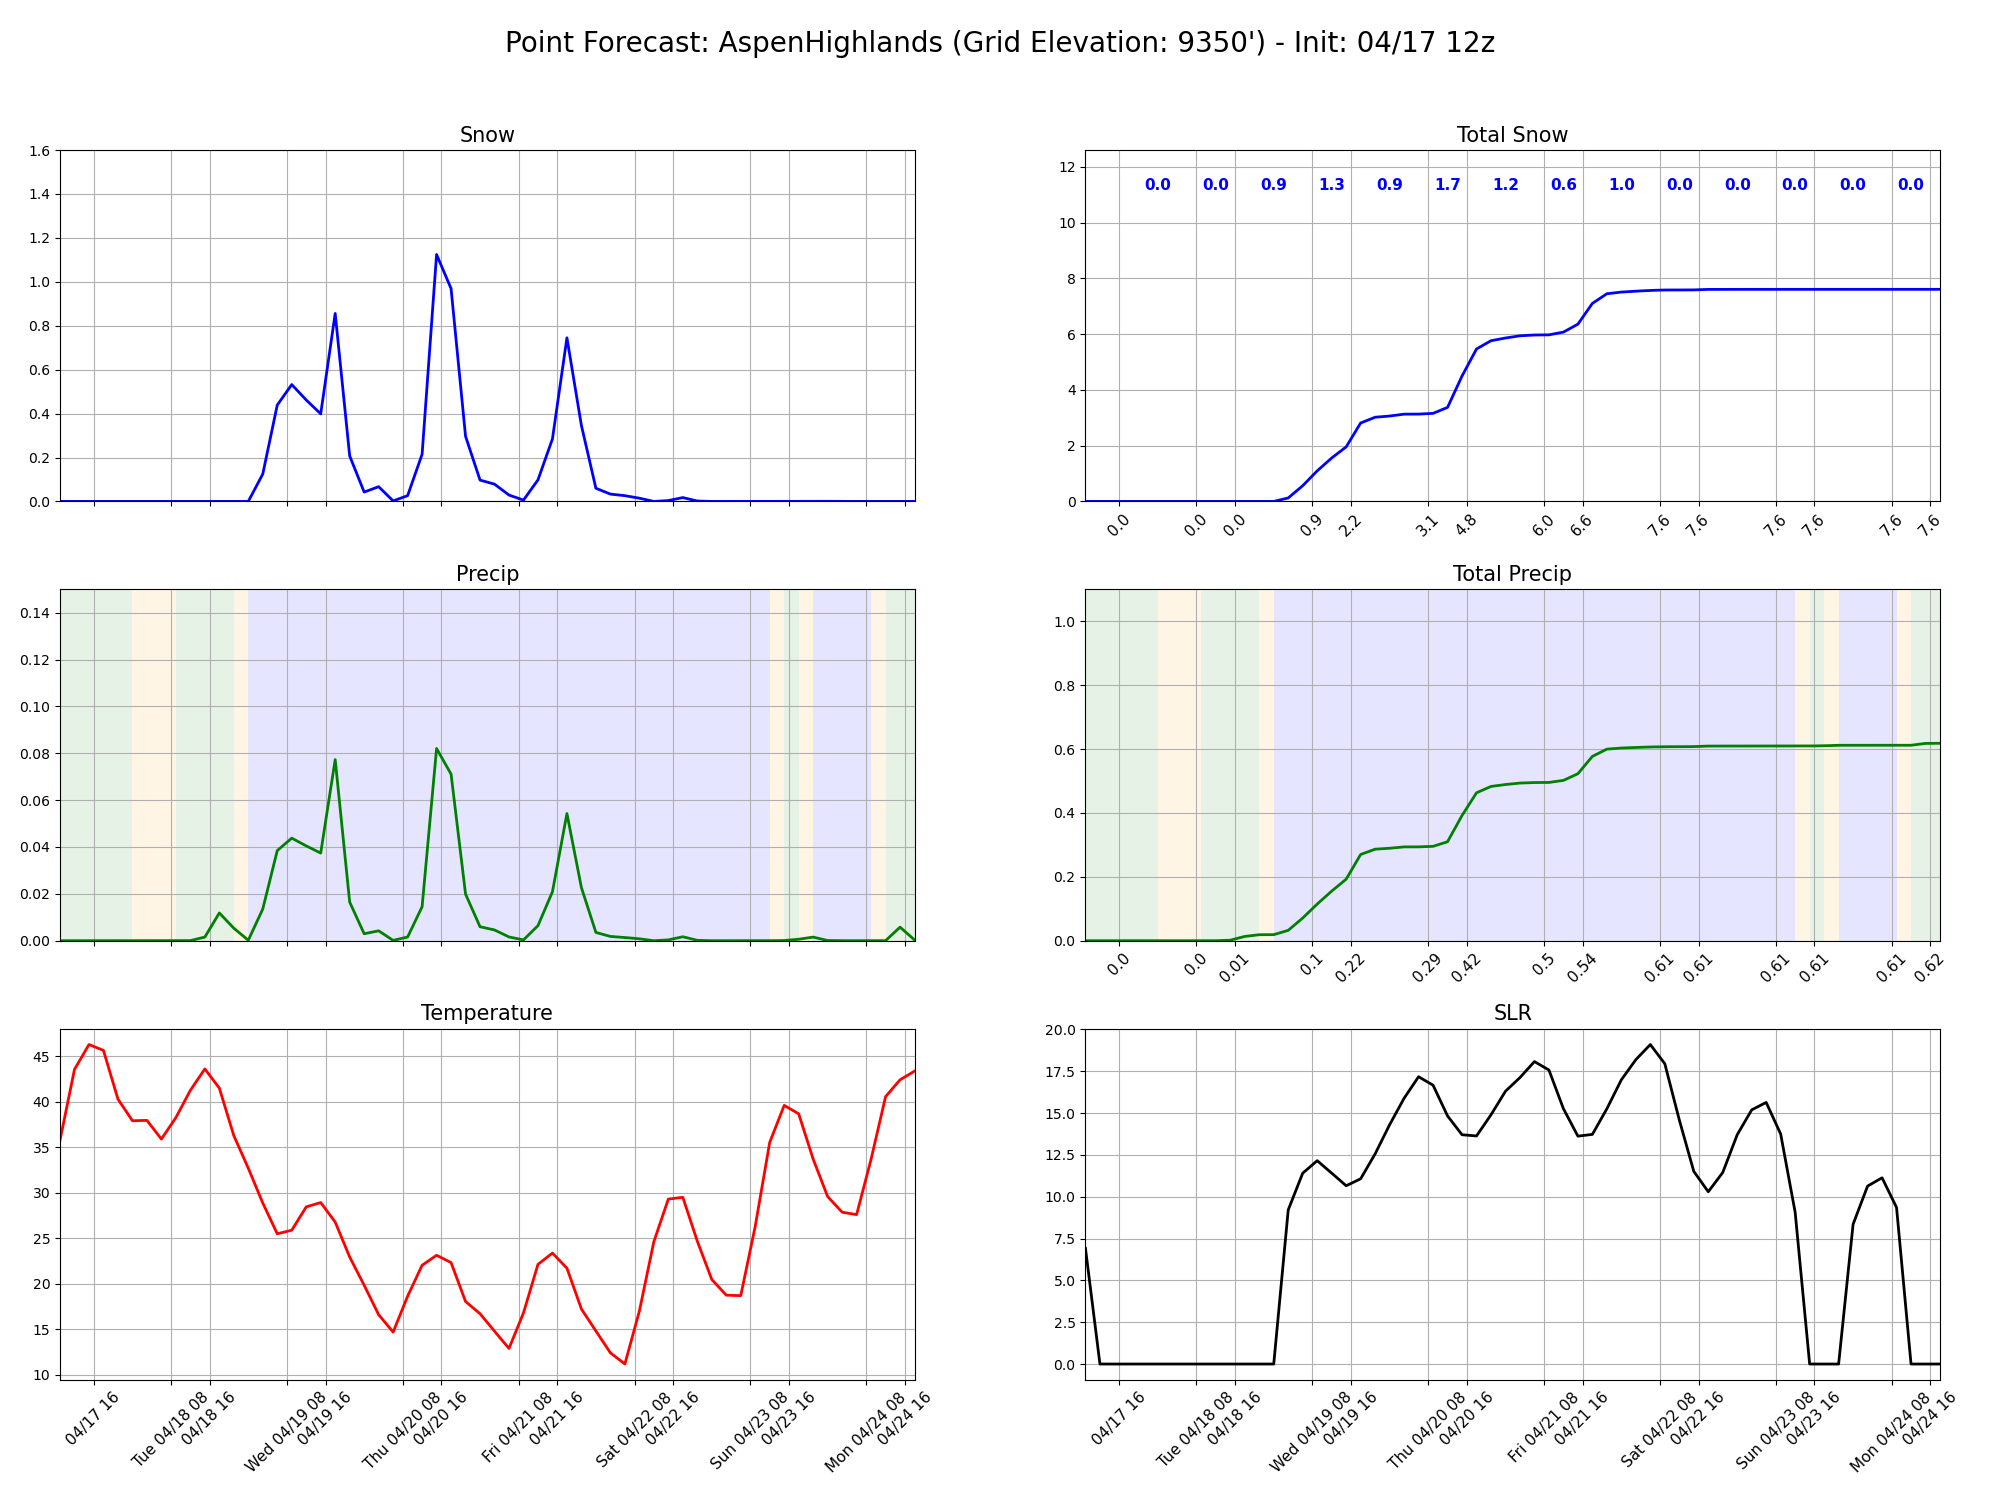 Point Forecast: AspenHighlands (Grid Elevation: 9350') - Init: 04/17 12z
Snow
1.6
1.4
1.2
1.0
0.8
0.6
0.4
0.2
0.0
Total Snow
12
10
8
6
4
2
0
0.0 0.0 0.9 1.3 0.9 1.7 1.2 0.6 1.0 0.0 0.0 0.0 0.0 0.0
0.0 0.0 0.0 0.9 2.2 3.1 4.8 6.0 6.6 7.6 7.6 7.6 7.6 7.6 7.6
Precip
0.14
0.12
0.10
0.08
0.06
0.04
0.02
0.00
Total Precip
1.0
0.8
0.6
0.4
0.2
0.0
0.0 0.0 0.01 0.1 0.22 0.29 0.42 0.5 0.54 0.61 0.61 0.61 0.61 0.61 0.62
Temperature
45
40
35
30
25
20
15
10
04/17 16
Tue 04/18 08
04/18 16
Wed 04/19 08
04/19 16
Thu 04/20 08
04/20 16
Fri 04/21 08
04/21 16
Sat 04/22 08
04/22 16
Sun 04/23 08
04/23 16
Mon 04/24 08
04/24 16
SLR
20.0
17.5
15.0
12.5
10.0
7.5
5.0
2.5
0.0
04/17 16
Tue 04/18 08
04/18 16
Wed 04/19 08
04/19 16
Thu 04/20 08
04/20 16
Fri 04/21 08
04/21 16
Sat 04/22 08
04/22 16
Sun 04/23 08
04/23 16
Mon 04/24 08
04/24 16